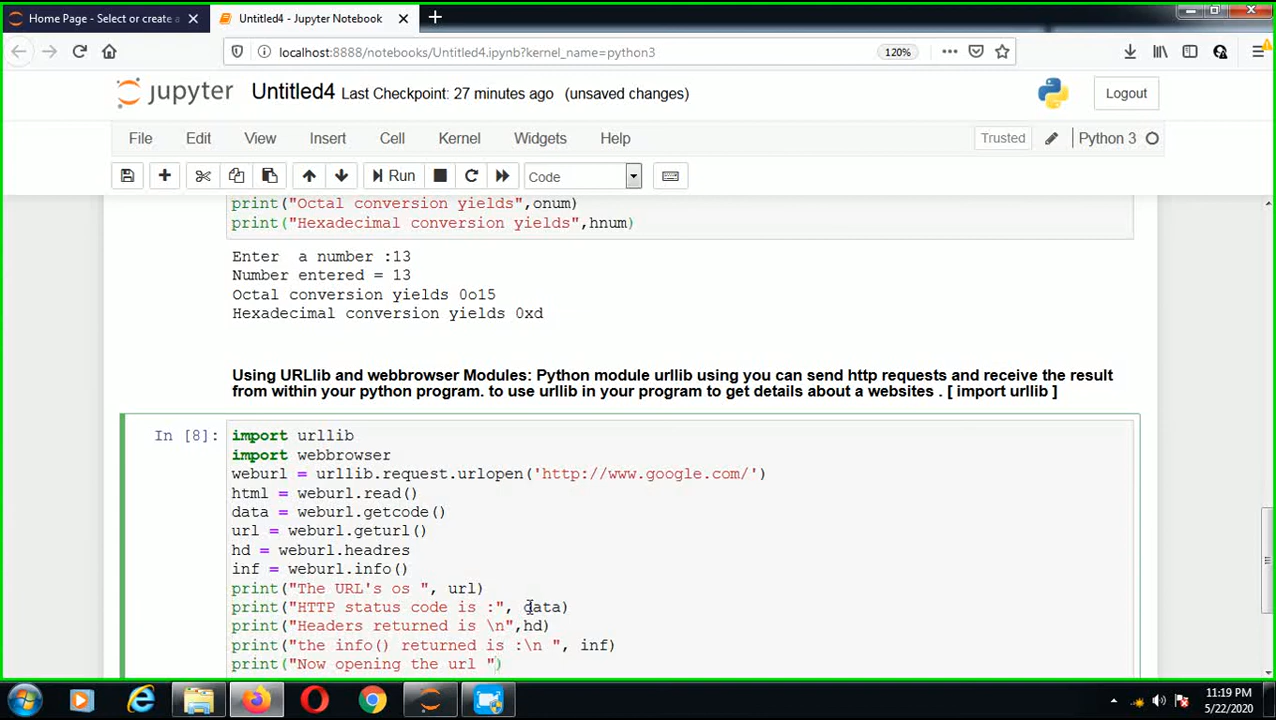 Home Page - Select or create a
Untitled4 - Jupyter Notebook
localhost:8888/notebooks/Untitled4.ipynb?kernel_name=python3
120%
jupyter Untitled4 Last Checkpoint: 27 minutes ago (unsaved changes)
Logout
File Edit View Insert Cell Kernel Widgets Help
Trusted Python 3
Run Code
print("Octal conversion yields",onum)
print("Hexadecimal conversion yields",hnum)
Enter  a number :13
Number entered = 13
Octal conversion yields 0o15
Hexadecimal conversion yields 0xd
Using URLlib and webbrowser Modules: Python module urllib using you can send http requests and receive the result
from within your python program. to use urllib in your program to get details about a websites . [ import urllib ]
In [8]: import urllib
import webbrowser
weburl = urllib.request.urlopen('http://www.google.com/')
html = weburl.read()
data = weburl.getcode()
url = weburl.geturl()
hd = weburl.headres
inf = weburl.info()
print("The URL's os ", url)
print("HTTP status code is :", data)
print("Headers returned is \n",hd)
print("the info() returned is :\n ", inf)
print("Now opening the url ")
11:19 PM
5/22/2020